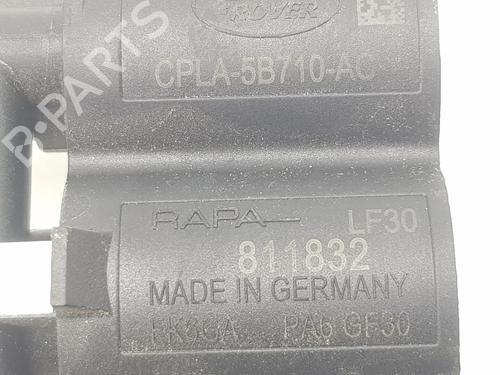 ROVER
CPLA-5B710-AC
RAPA LF30
811832
MADE IN GERMANY
PA6 GF30
B-PARTS